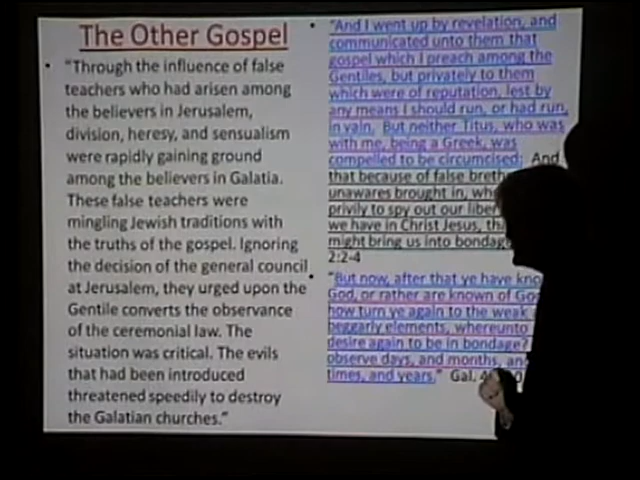 The Other Gospel
• "Through the influence of false
teachers who had arisen among
the believers in Jerusalem,
division, heresy, and sensualism
were rapidly gaining ground
among the believers in Galatia.
These false teachers were
mingling Jewish traditions with
the truths of the gospel. Ignoring
the decision of the general council
at Jerusalem, they urged upon the
Gentile converts the observance
of the ceremonial law. The
situation was critical. The evils
that had been introduced
threatened speedily to destroy
the Galatian churches."
• "And I went up by revelation, and
communicated unto them that
gospel which I preach among the
Gentiles, but privately to them
which were of reputation, lest by
any means I should run, or had run,
in vain. But neither Titus, who was
with me, being a Greek, was
compelled to be circumcised: And
that because of false
unawares brought in,
privily to spy out our
we have in Christ Jesus,
might bring us into
2:2-4
• "But now, after that ye have
God, or rather are known of
how turn ye again to the weak
beggarly elements, whereunto
desire again to be in bondage?
observe days, and months,
times, and years." Gal.